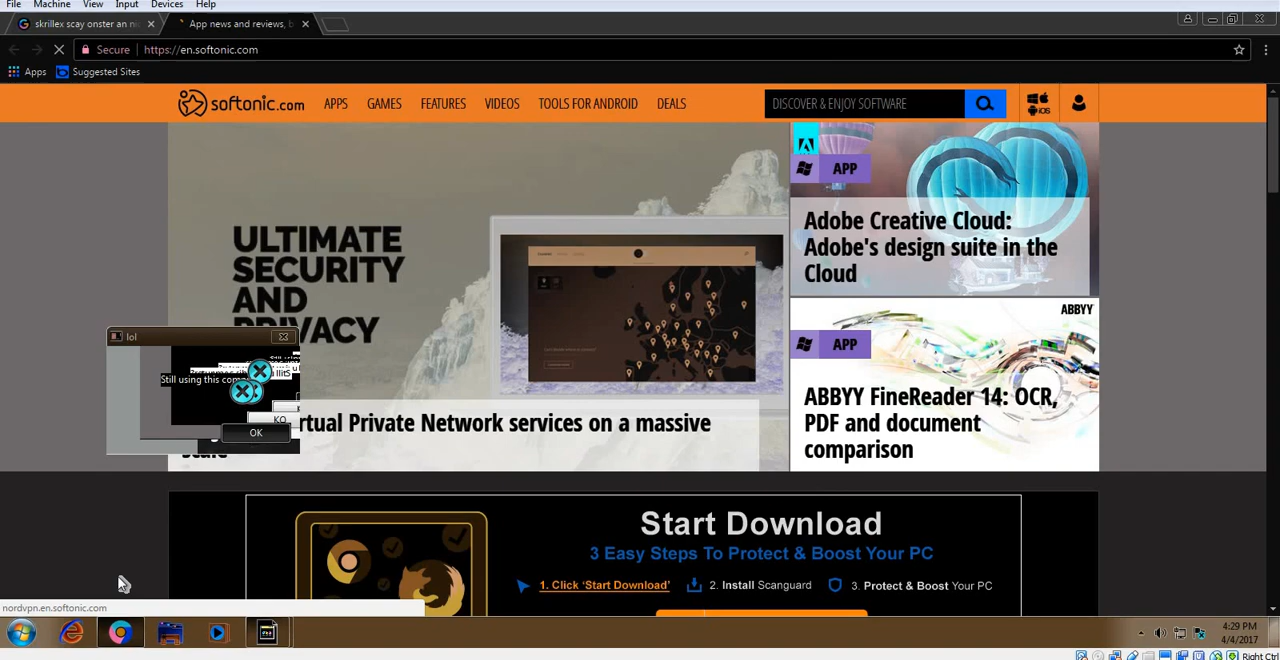 File Machine View Input Devices Help
skrillex scay onster an ni
App news and reviews, b
Secure https://en.softonic.com
Apps Suggested Sites
softonic.com APPS GAMES FEATURES VIDEOS TOOLS FOR ANDROID DEALS
DISCOVER & ENJOY SOFTWARE
iOS
ULTIMATE
SECURITY
AND
PRIVACY
rtual Private Network services on a massive
scale
APP
Adobe Creative Cloud:
Adobe's design suite in the
Cloud
ABBYY
APP
ABBYY FineReader 14: OCR,
PDF and document
comparison
lol
Still using this
OK
Start Download
3 Easy Steps To Protect & Boost Your PC
1. Click 'Start Download' 2. Install Scanguard 3. Protect & Boost Your PC
nordvpn.en.softonic.com
4:29 PM
4/4/2017
Right Ctrl